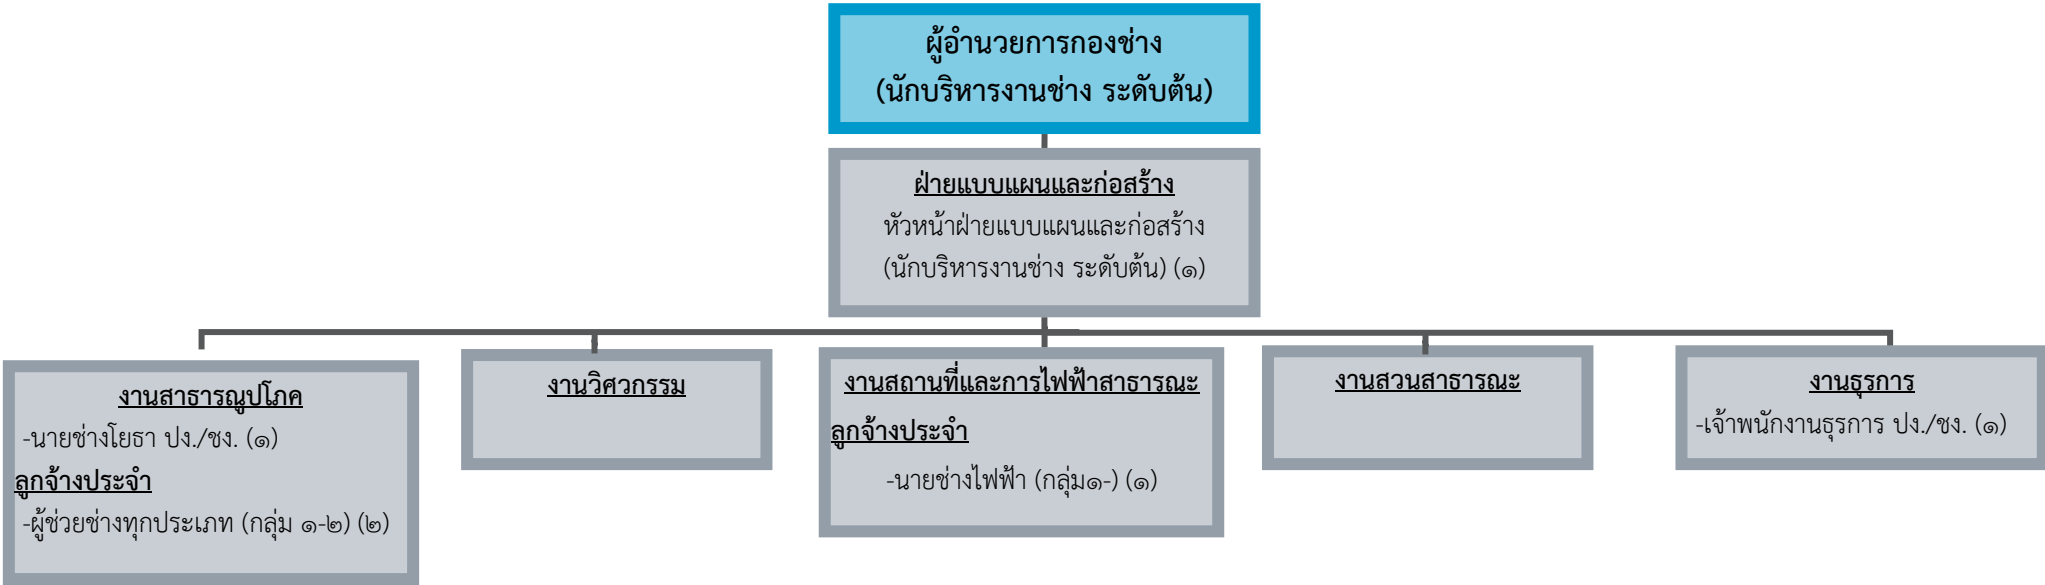 ผู้อำนวยการกองช่าง
(นักบริหารงานช่าง ระดับต้น)
ฝ่ายแบบแผนและก่อสร้าง
หัวหน้าฝ่ายแบบแผนและก่อสร้าง
(นักบริหารงานช่าง ระดับต้น) (๑)
งานสาธารณูปโภค
-นายช่างโยธา ปง./ชง. (๑)
ลูกจ้างประจำ
-ผู้ช่วยช่างทุกประเภท (กลุ่ม ๑-๒) (๒)
งานวิศวกรรม
งานสถานที่และการไฟฟ้าสาธารณะ
ลูกจ้างประจำ
-นายช่างไฟฟ้า (กลุ่ม๑-) (๑)
งานสวนสาธารณะ
งานธุรการ
-เจ้าพนักงานธุรการ ปง./ชง. (๑)